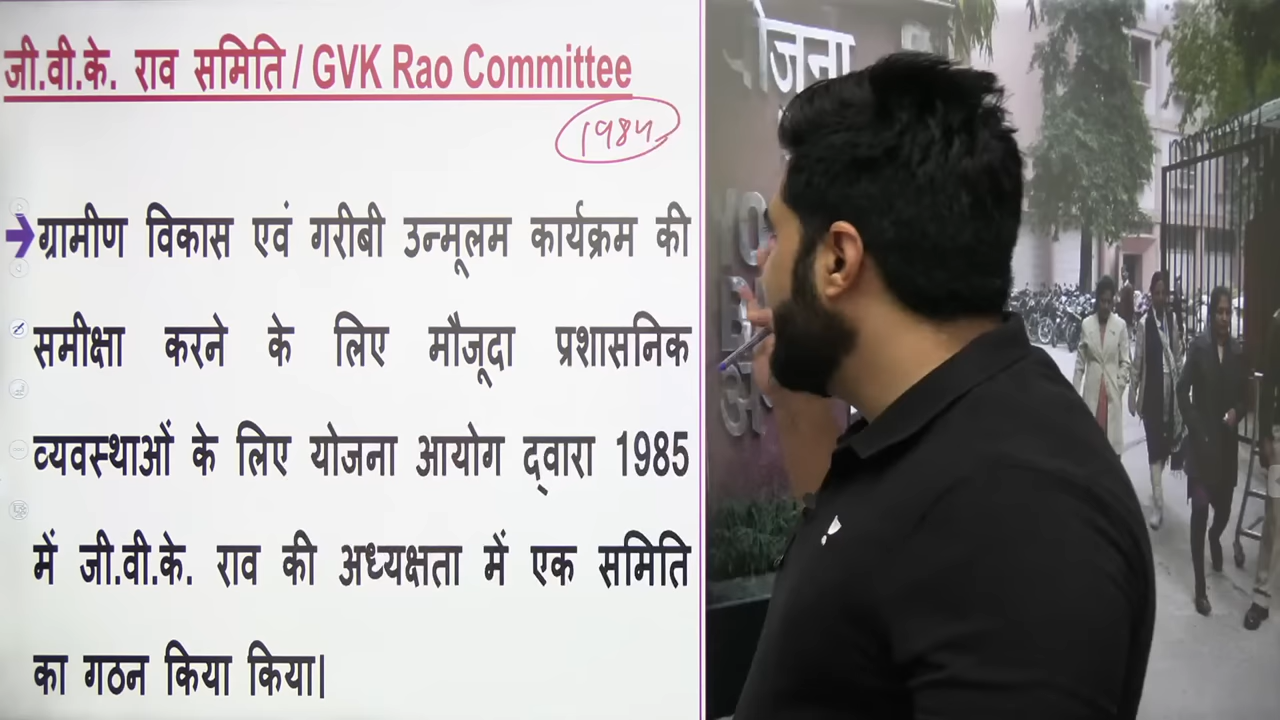 जी.वी.के. राव समिति / GVK Rao Committee
ग्रामीण विकास एवं गरीबी उन्मूलम कार्यक्रम की
समीक्षा करने के लिए मौजूदा प्रशासनिक
व्यवस्थाओं के लिए योजना आयोग द्वारा 1985
में जी.वी.के. राव की अध्यक्षता में एक समिति
का गठन किया किया।
योजना